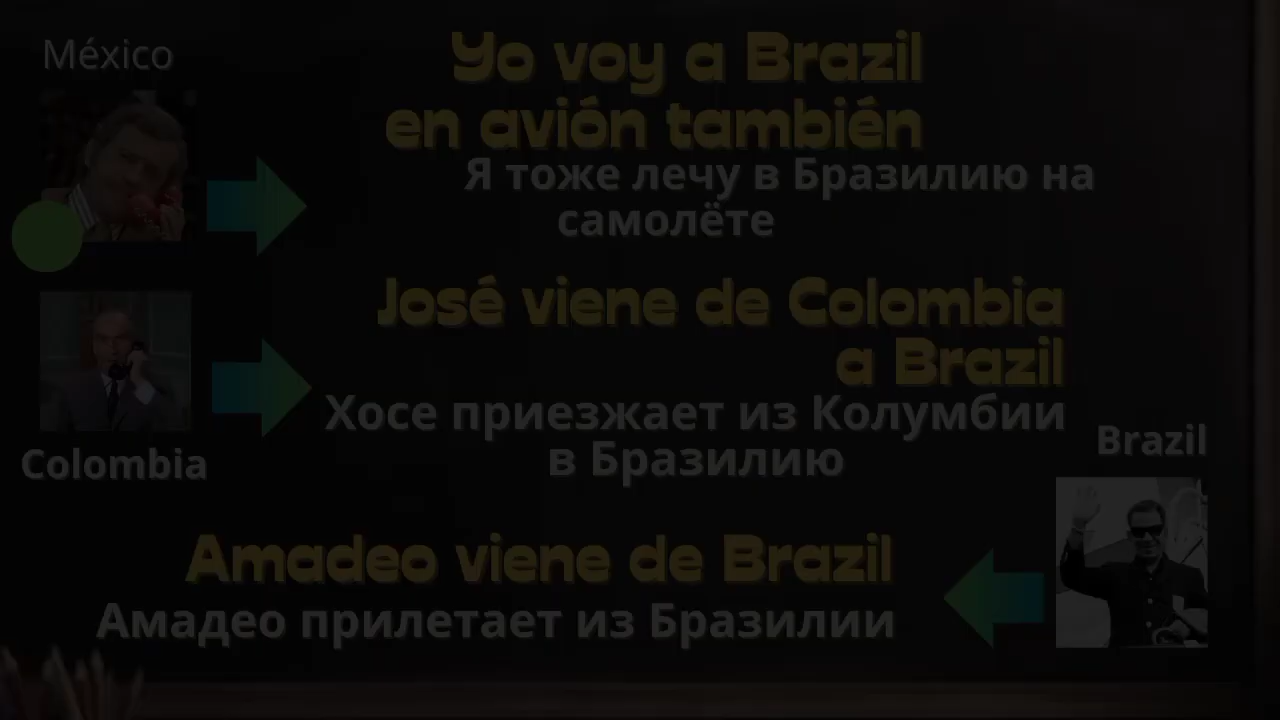 México
Yo voy a Brazil
en avión también
Я тоже лечу в Бразилию на
самолёте
José viene de Colombia
a Brazil
Хосе приезжает из Колумбии
в Бразилию
Colombia
Brazil
Amadeo viene de Brazil
Амадео прилетает из Бразилии